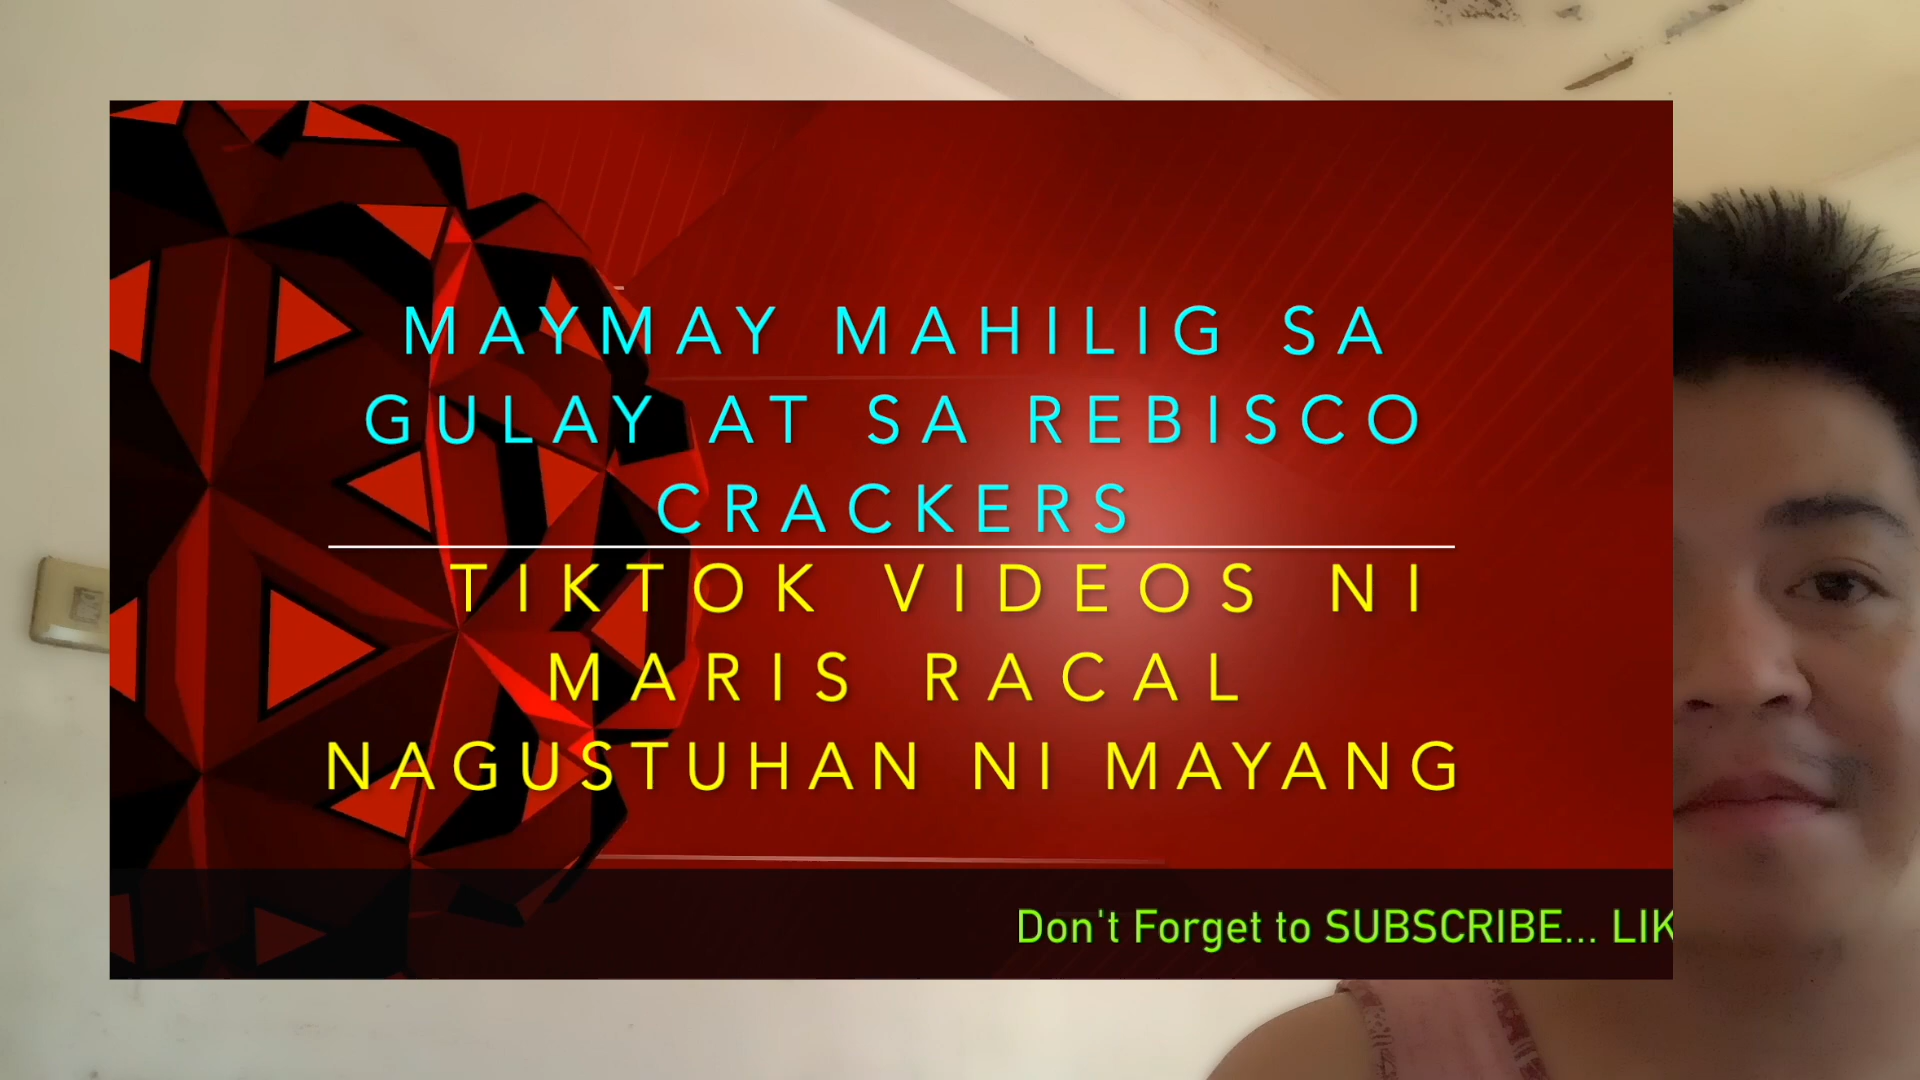 MAYMAY MAHILIG SA
GULAY AT SA REBISCO
CRACKERS
TIKTOK VIDEOS NI
MARIS RACAL
NAGUSTUHAN NI MAYANG
Don't Forget to SUBSCRIBE... LIK